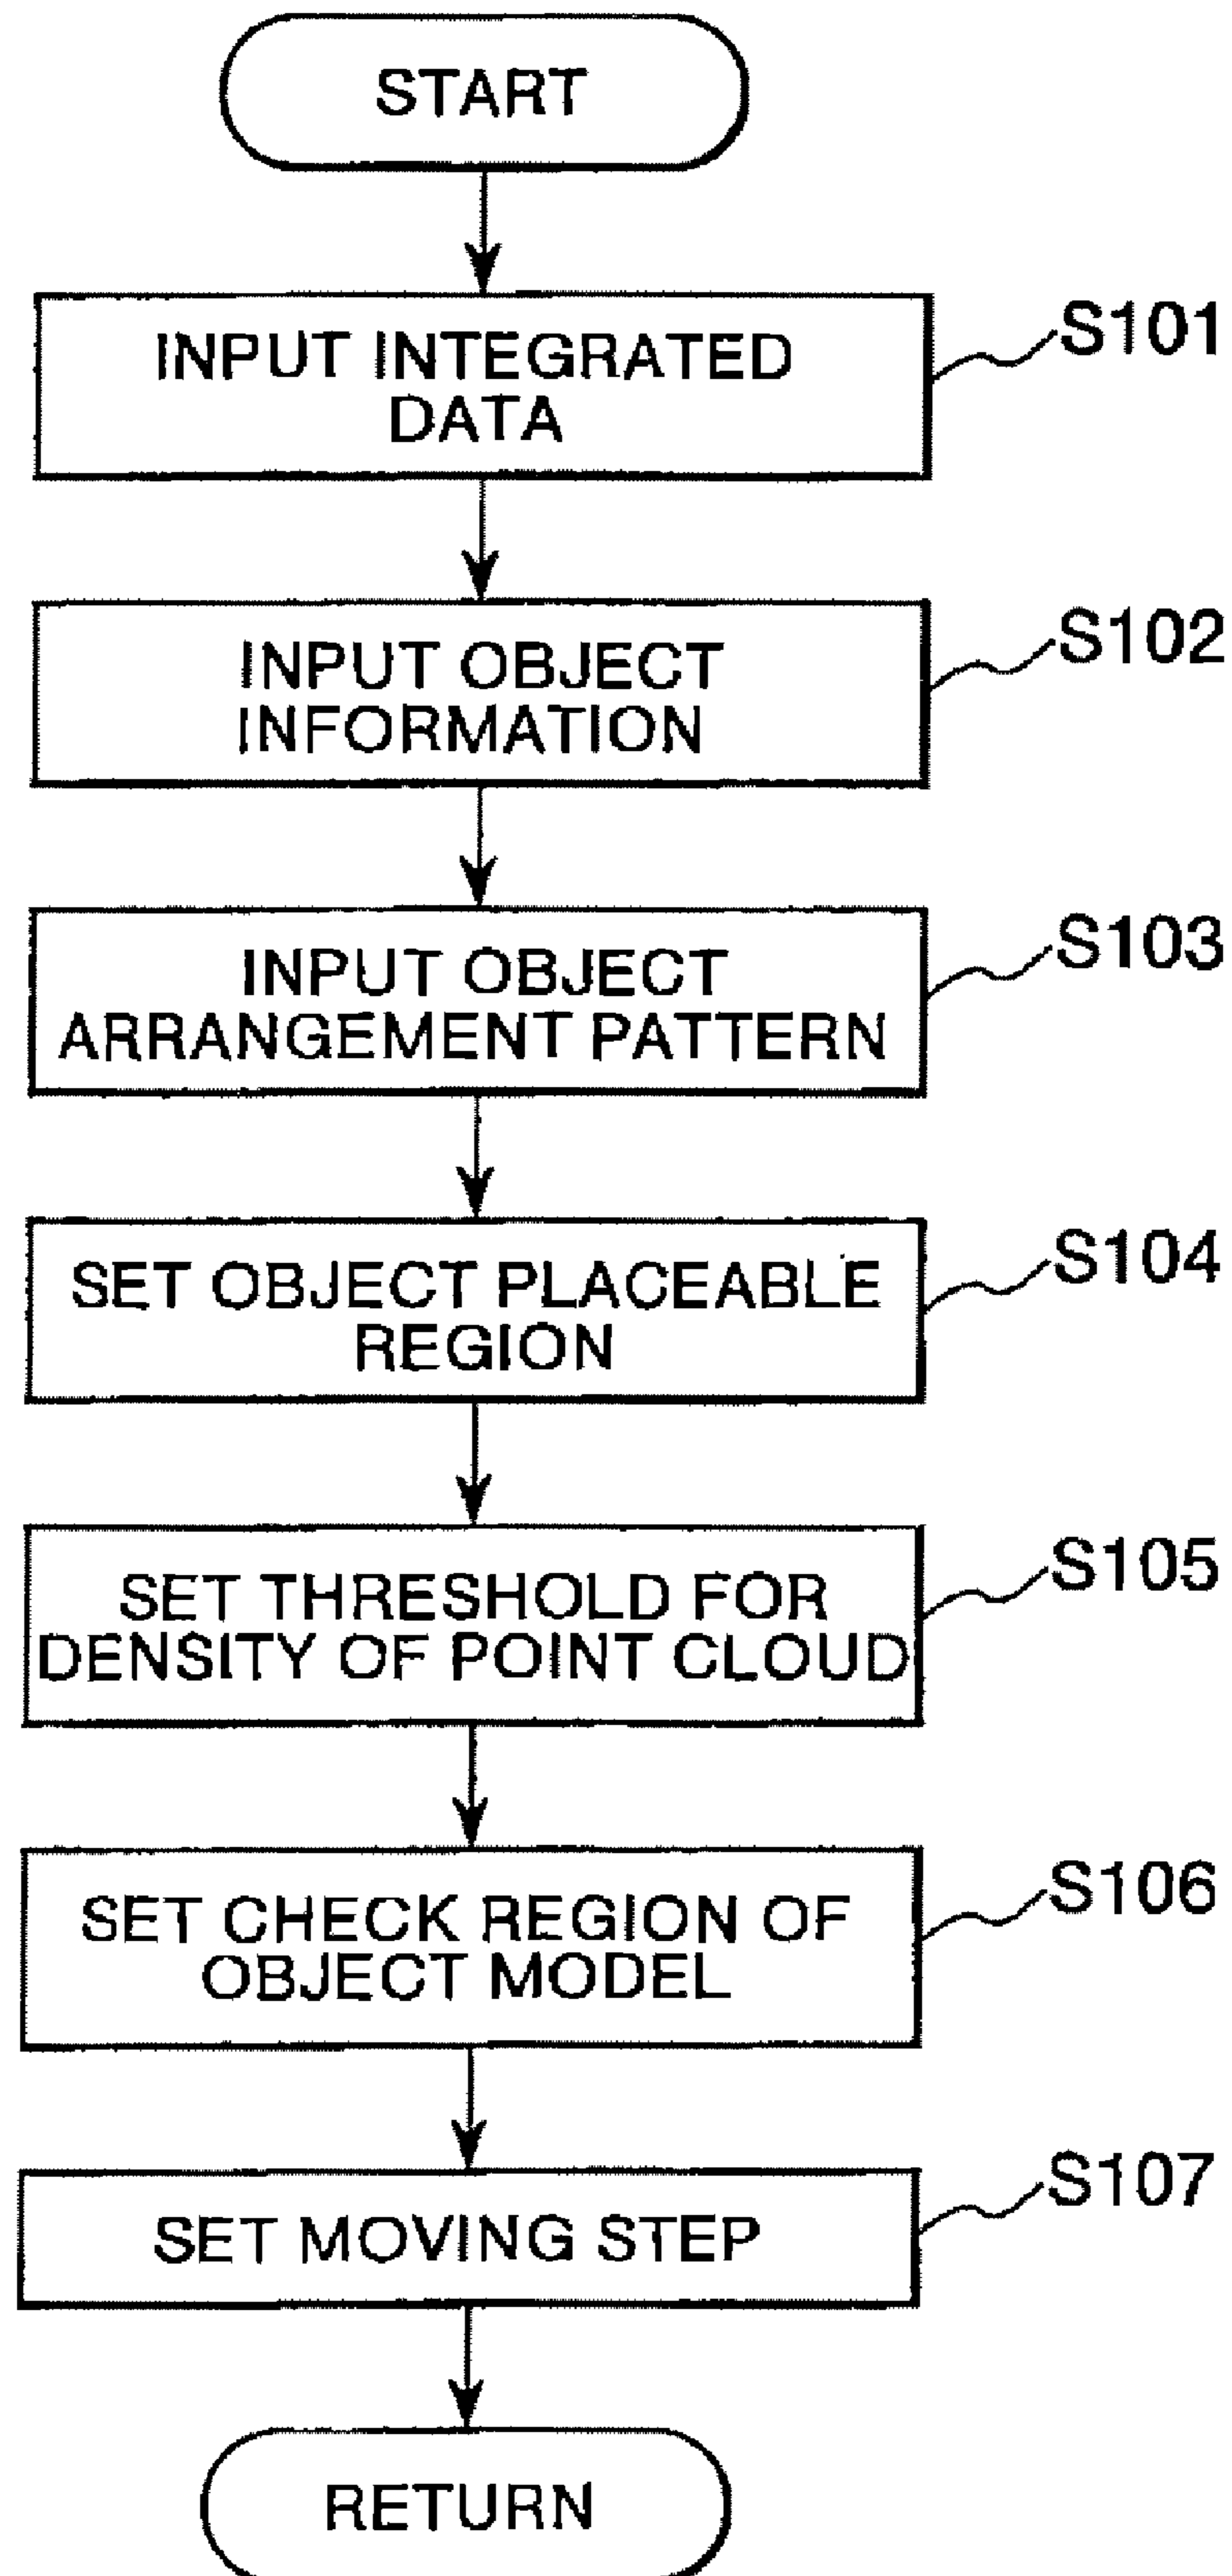 START
INPUT INTEGRATED
DATA
S101
INPUT OBJECT
INFORMATION
S102
INPUT OBJECT
ARRANGEMENT PATTERN
S103
SET OBJECT PLACEABLE
REGION
S104
SET THRESHOLD FOR
DENSITY OF POINT CLOUD
S105
SET CHECK REGION OF
OBJECT MODEL
S106
SET MOVING STEP
S107
RETURN